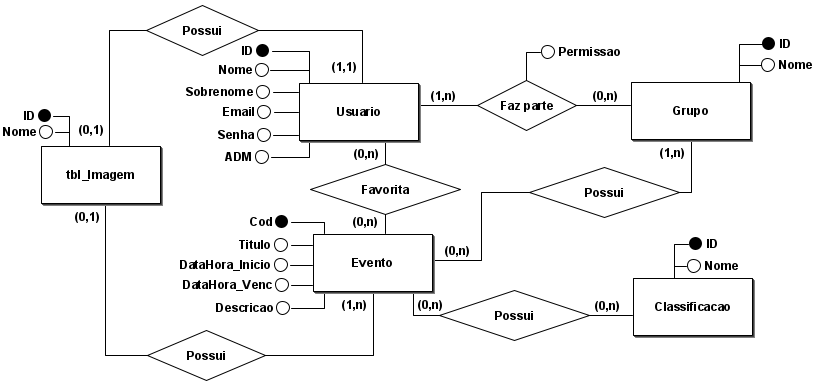 Possui
ID
Nome
Sobrenome
Email
Senha
ADM
(1,1)
Usuario
(1,n)
Permissao
Faz parte
(0,n)
ID
Nome
Grupo
(1,n)
ID
Nome
(0,1)
tbl_Imagem
(0,1)
(0,n)
Favorita
(0,n)
Possui
Cod
Titulo
DataHora_Inicio
DataHora_Venc
Descricao
Evento
(0,n)
(1,n)
(0,n)
Possui
(0,n)
ID
Nome
Classificacao
Possui